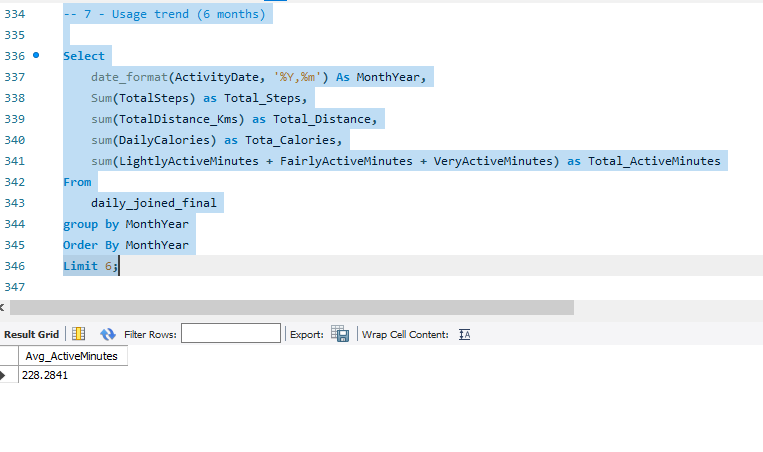 334 -- 7 - Usage trend (6 months)
335
336 Select
337 date_format(ActivityDate, '%Y,%m') As MonthYear,
338 Sum(TotalSteps) as Total_Steps,
339 sum(TotalDistance_Kms) as Total_Distance,
340 sum(DailyCalories) as Tota_Calories,
341 sum(LightlyActiveMinutes + FairlyActiveMinutes + VeryActiveMinutes) as Total_ActiveMinutes
342 From
343 daily_joined_final
344 group by MonthYear
345 Order By MonthYear
346 Limit 6;
347
Result Grid Filter Rows: Export: Wrap Cell Content:
Avg_ActiveMinutes
228.2841